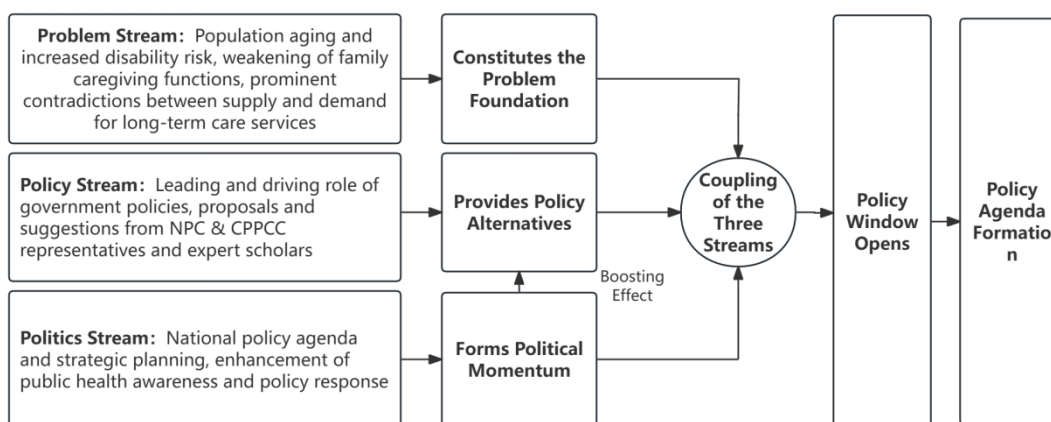 Problem Stream: Population aging and
increased disability risk, weakening of family
caregiving functions, prominent
contradictions between supply and demand
for long-term care services
Constitutes the
Problem
Foundation
Policy Stream: Leading and driving role of
government policies, proposals and
suggestions from NPC & CPPCC
representatives and expert scholars
Provides Policy
Alternatives
Boosting
Effect
Politics Stream: National policy agenda
and strategic planning, enhancement of
public health awareness and policy response
Forms Political
Momentum
Coupling
of the
Three
Streams
Policy
Window
Opens
Policy
Agenda
Formatio
n